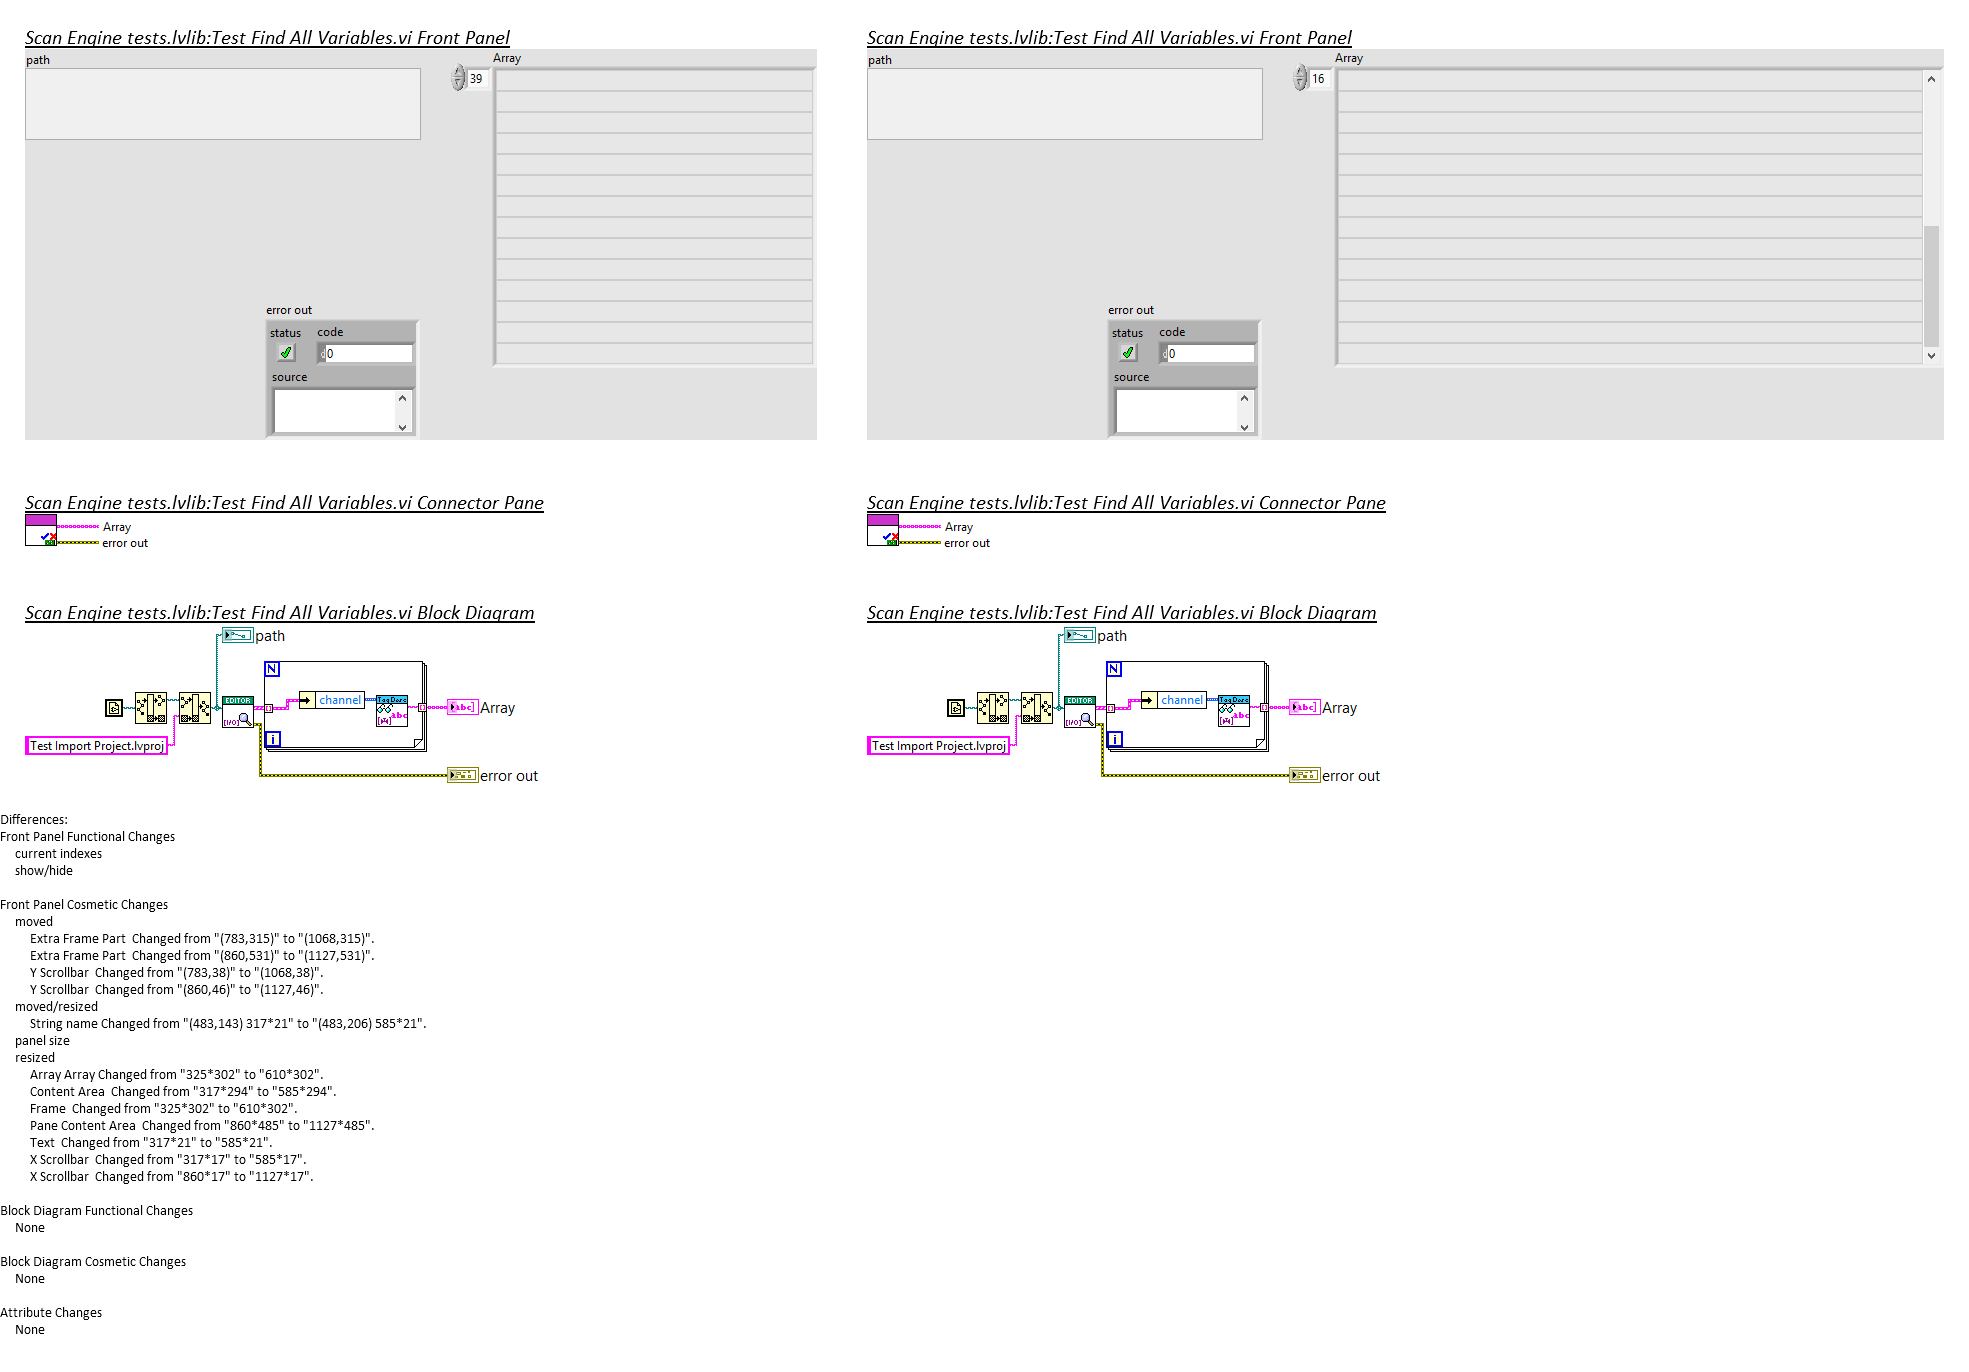 Scan Engine tests.lvlib:Test Find All Variables.vi Front Panel
path
Array
39
error out
status
code
0
source
Scan Engine tests.lvlib:Test Find All Variables.vi Front Panel
path
Array
16
error out
status
code
0
source
Scan Engine tests.lvlib:Test Find All Variables.vi Connector Pane
Array
error out
Scan Engine tests.lvlib:Test Find All Variables.vi Connector Pane
Array
error out
Scan Engine tests.lvlib:Test Find All Variables.vi Block Diagram
path
N
channel
EDITOR
[I/O]
abc
abc]
Array
i
Test Import Project.lvproj
error out
Scan Engine tests.lvlib:Test Find All Variables.vi Block Diagram
path
N
channel
EDITOR
[I/O]
abc
abc]
Array
i
Test Import Project.lvproj
error out
Differences:
Front Panel Functional Changes
current indexes
show/hide
Front Panel Cosmetic Changes
moved
Extra Frame Part  Changed from "(783,315)" to "(1068,315)".
Extra Frame Part  Changed from "(860,531)" to "(1127,531)".
Y Scrollbar  Changed from "(783,38)" to "(1068,38)".
Y Scrollbar  Changed from "(860,46)" to "(1127,46)".
moved/resized
String name Changed from "(483,143) 317*21" to "(483,206) 585*21".
panel size
resized
Array Array Changed from "325*302" to "610*302".
Content Area  Changed from "317*294" to "585*294".
Frame  Changed from "325*302" to "610*302".
Pane Content Area  Changed from "860*485" to "1127*485".
Text  Changed from "317*21" to "585*21".
X Scrollbar  Changed from "317*17" to "585*17".
X Scrollbar  Changed from "860*17" to "1127*17".
Block Diagram Functional Changes
None
Block Diagram Cosmetic Changes
None
Attribute Changes
None